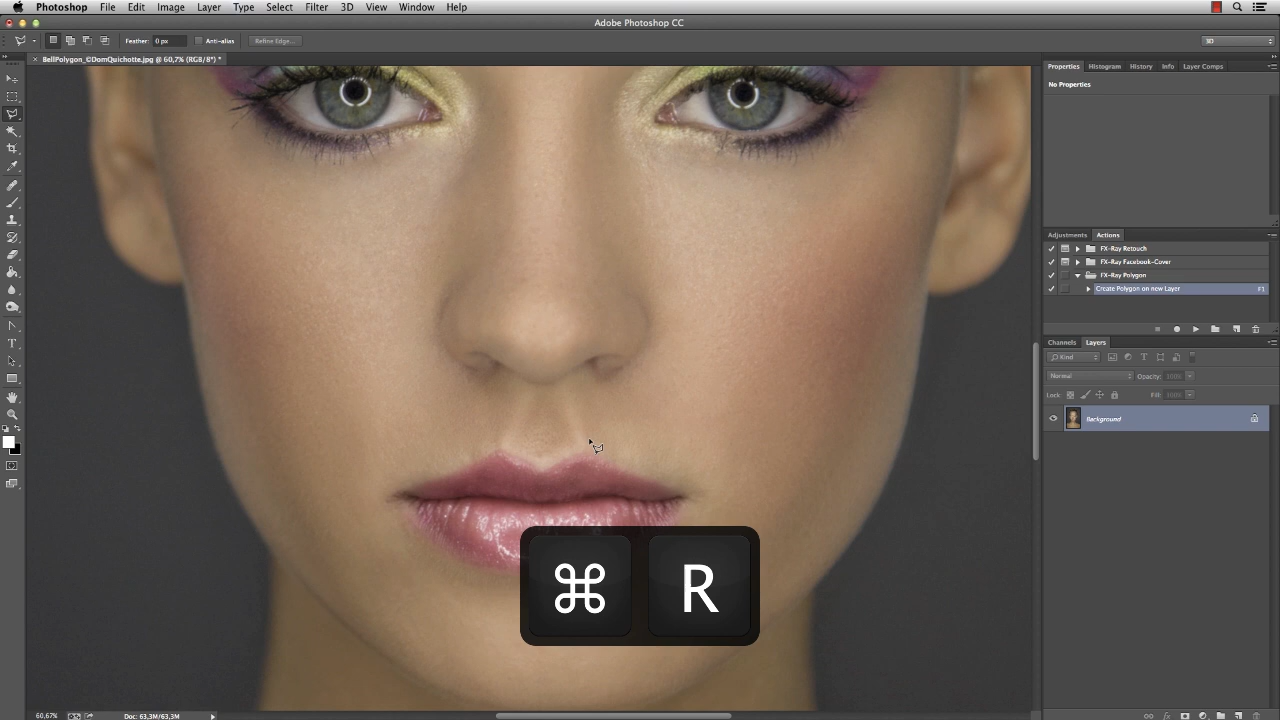 Photoshop File Edit Image Layer Type Select Filter 3D View Window Help
Adobe Photoshop CC
Feather: 0 px Anti-alias Refine Edge... 3D
× BellPolygon_©DomQuichotte.jpg @ 60,7% (RGB/8*) *
Properties Histogram History Info Layer Comps
No Properties
Adjustments Actions
FX-Ray Retouch
FX-Ray Facebook-Cover
FX-Ray Polygon
Create Polygon on new Layer F1
Channels Layers
Kind
Normal Opacity: 100%
Lock: Fill: 100%
Background
⌘ R
60,67% Doc: 63,3M/63,3M